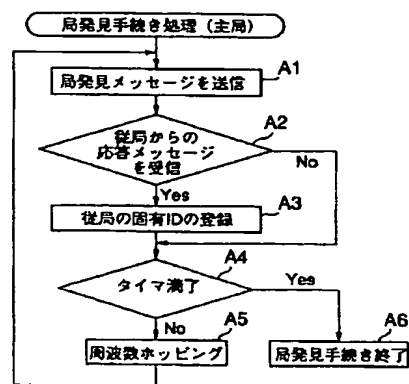 局発見手続き処理(主局)
A1
局発見メッセージを送信
A2
従局からの
応答メッセージ
を受信
No
Yes
A3
従局の固有IDの登録
A4
タイマ満了
Yes
No
A5
A6
周波数ホッピング
局発見手続き終了